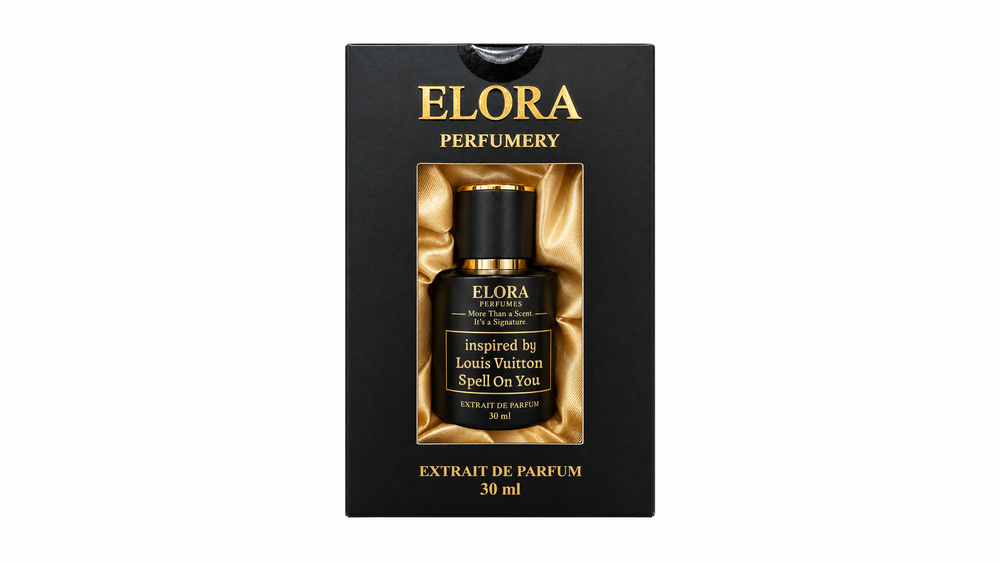 ELORA
PERFUMERY
ELORA
PERFUMES
More Than a Scent.
It's a Signature.
inspired by
Louis Vuitton
Spell On You
EXTRAIT DE PARFUM
30 ml
EXTRAIT DE PARFUM
30 ml